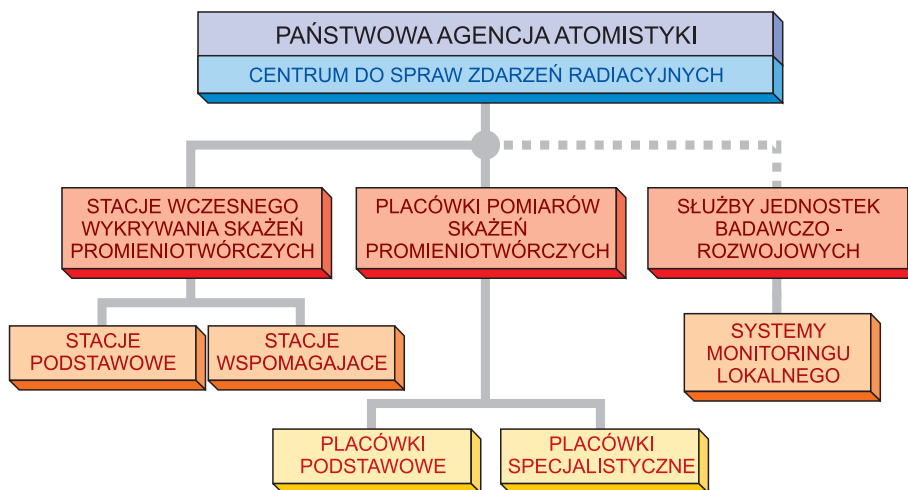 PAŃSTWOWA AGENCJA ATOMISTYKI
CENTRUM DO SPRAW ZDARZEŃ RADIACYJNYCH
STACJE WCZESNEGO
WYKRYWANIA SKAŻEŃ
PROMIENIOTWÓRCZYCH
PLACÓWKI POMIARÓW
SKAŻEŃ
PROMIENIOTWÓRCZYCH
SŁUŻBY JEDNOSTEK
BADAWCZO -
ROZWOJOWYCH
STACJE
PODSTAWOWE
STACJE
WSPOMAGAJACE
SYSTEMY
MONITORINGU
LOKALNEGO
PLACÓWKI
PODSTAWOWE
PLACÓWKI
SPECJALISTYCZNE